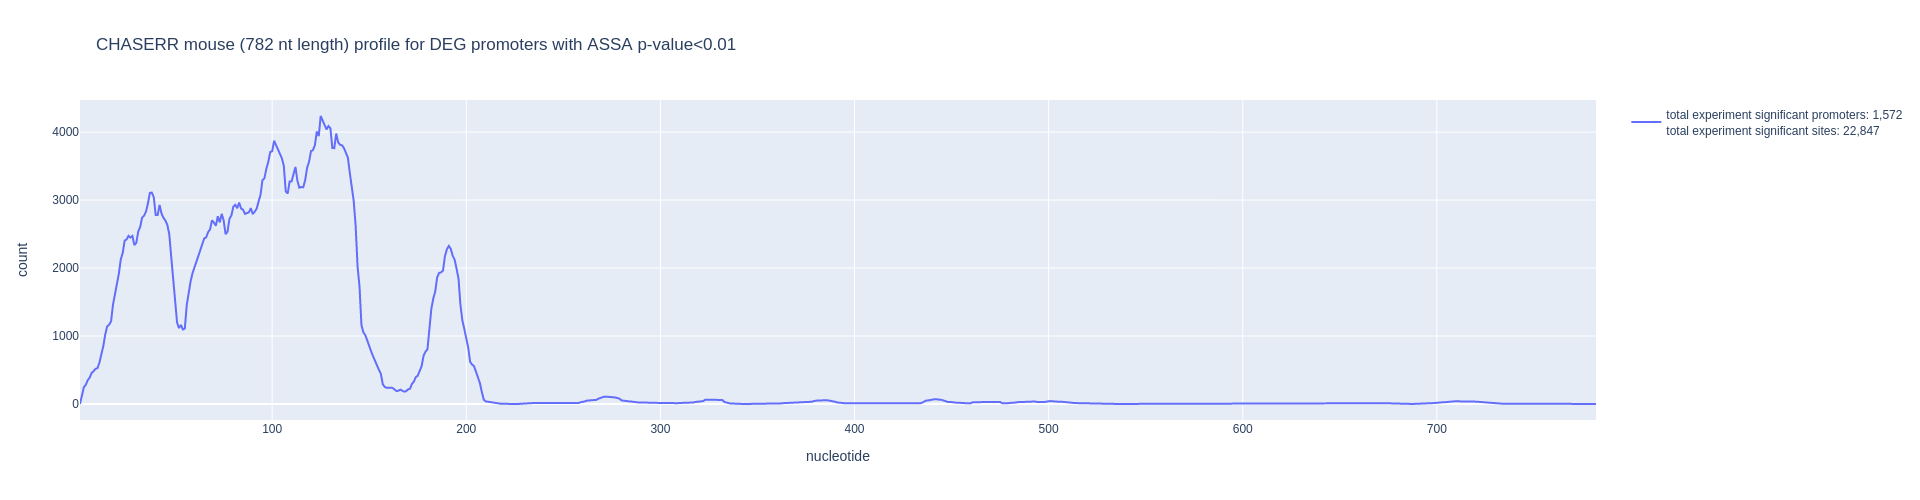 CHASERR mouse (782 nt length) profile for DEG promoters with ASSA p-value<0.01
total experiment significant promoters: 1,572
total experiment significant sites: 22,847
4000
3000
2000
1000
0
count
100 200 300 400 500 600 700
nucleotide